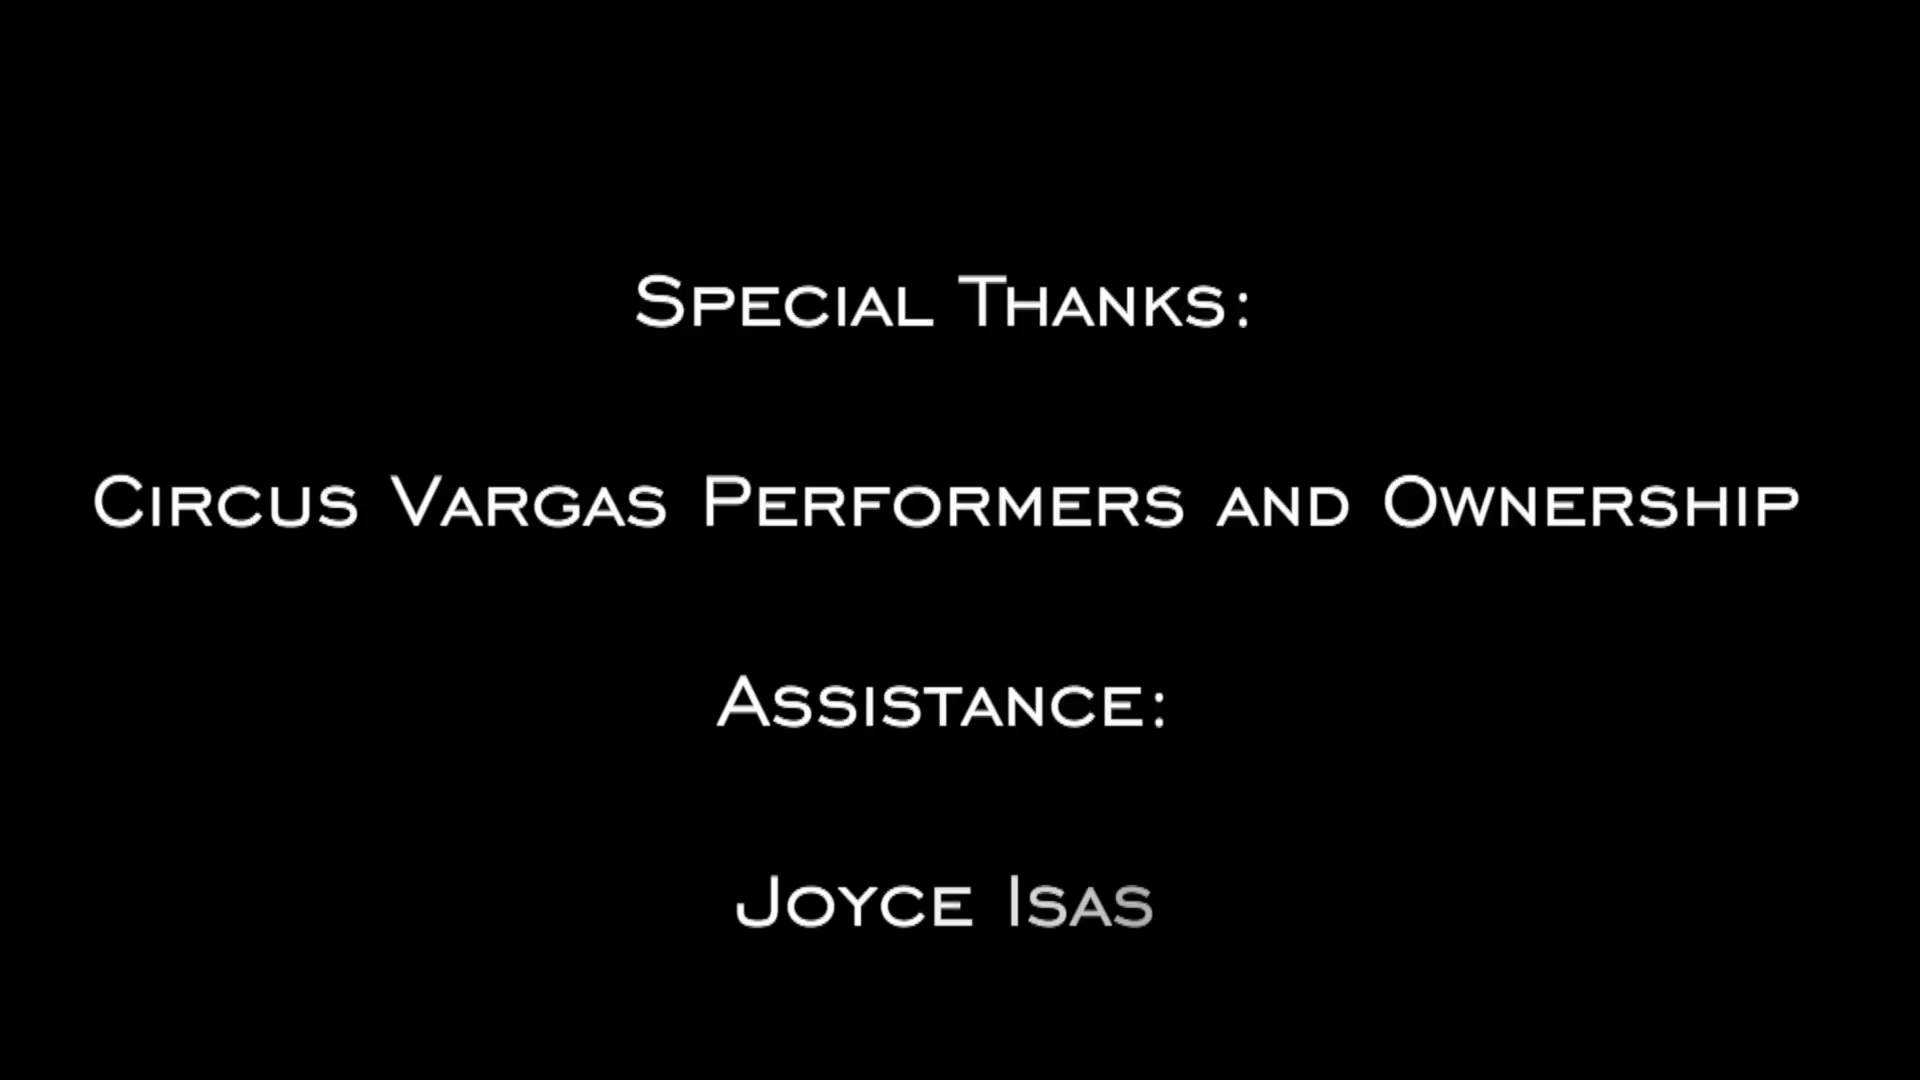 Special Thanks:
Circus Vargas Performers and Ownership
Assistance:
Joyce Isas